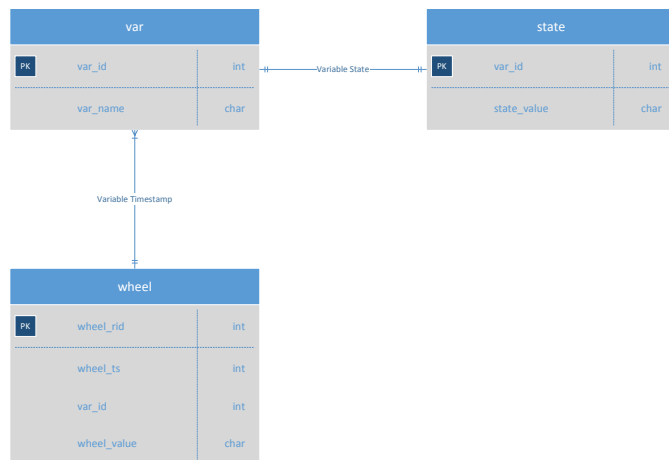 var
PK var_id int
var_name char
Variable State
state
PK var_id int
state_value char
Variable Timestamp
wheel
PK wheel_rid int
wheel_ts int
var_id int
wheel_value char